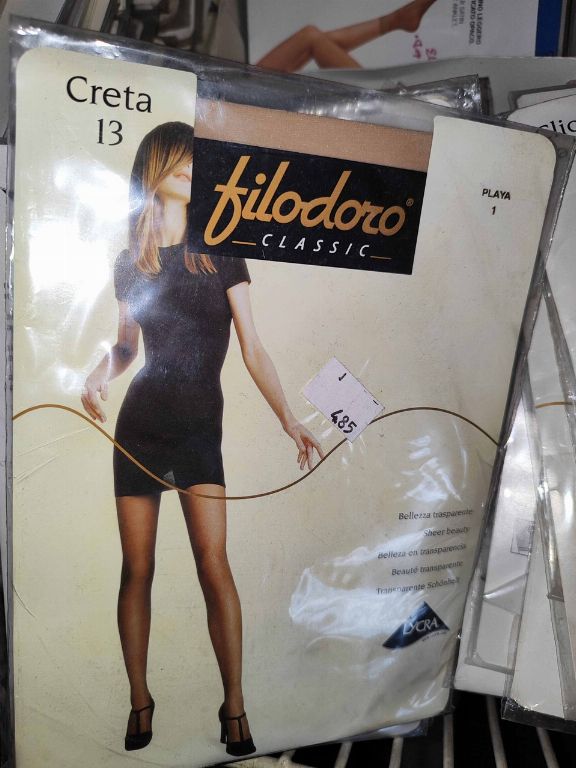 Creta
13
filodoro®
CLASSIC
PLAYA
1
485
Bellezza trasparente
Sheer beauty
Belleza en transparencia
Beauté transparente
Transparente Schönheit
LYCRA